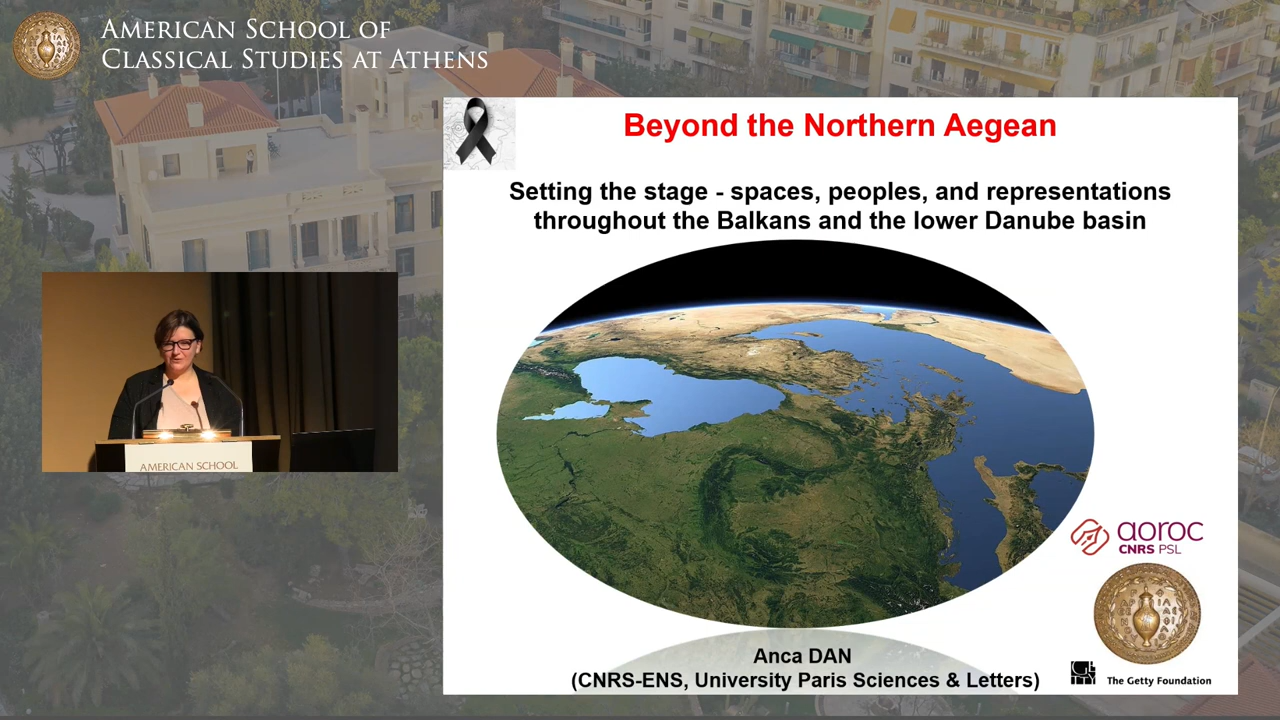 AMERICAN SCHOOL OF
CLASSICAL STUDIES AT ATHENS
Beyond the Northern Aegean
Setting the stage - spaces, peoples, and representations
throughout the Balkans and the lower Danube basin
AMERICAN SCHOOL
aoroc
CNRS PSL
Anca DAN
(CNRS-ENS, University Paris Sciences & Letters)
The Getty Foundation